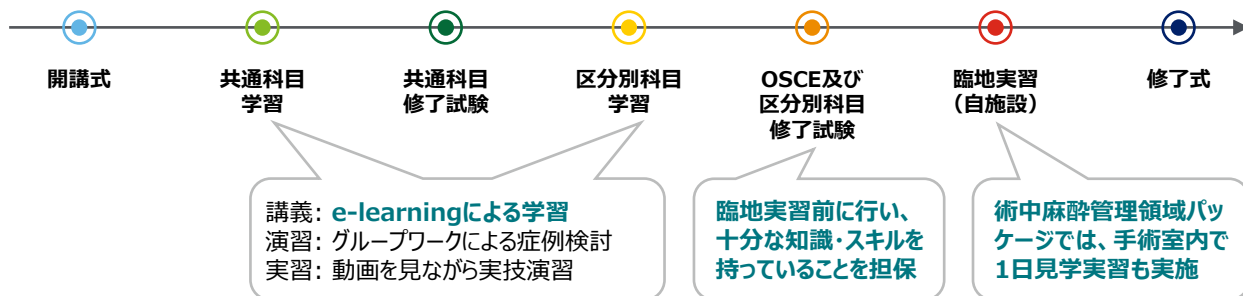 開講式
共通科目
学習
共通科目
修了試験
区分別科目
学習
OSCE及び
区分別科目
修了試験
臨地実習
（自施設）
修了式
講義: e-learningによる学習
演習: グループワークによる症例検討
実習: 動画を見ながら実技演習
臨地実習前に行い、
十分な知識・スキルを
持っていることを担保
術中麻酔管理領域パッ
ケージでは、手術室内で
1日見学実習も実施